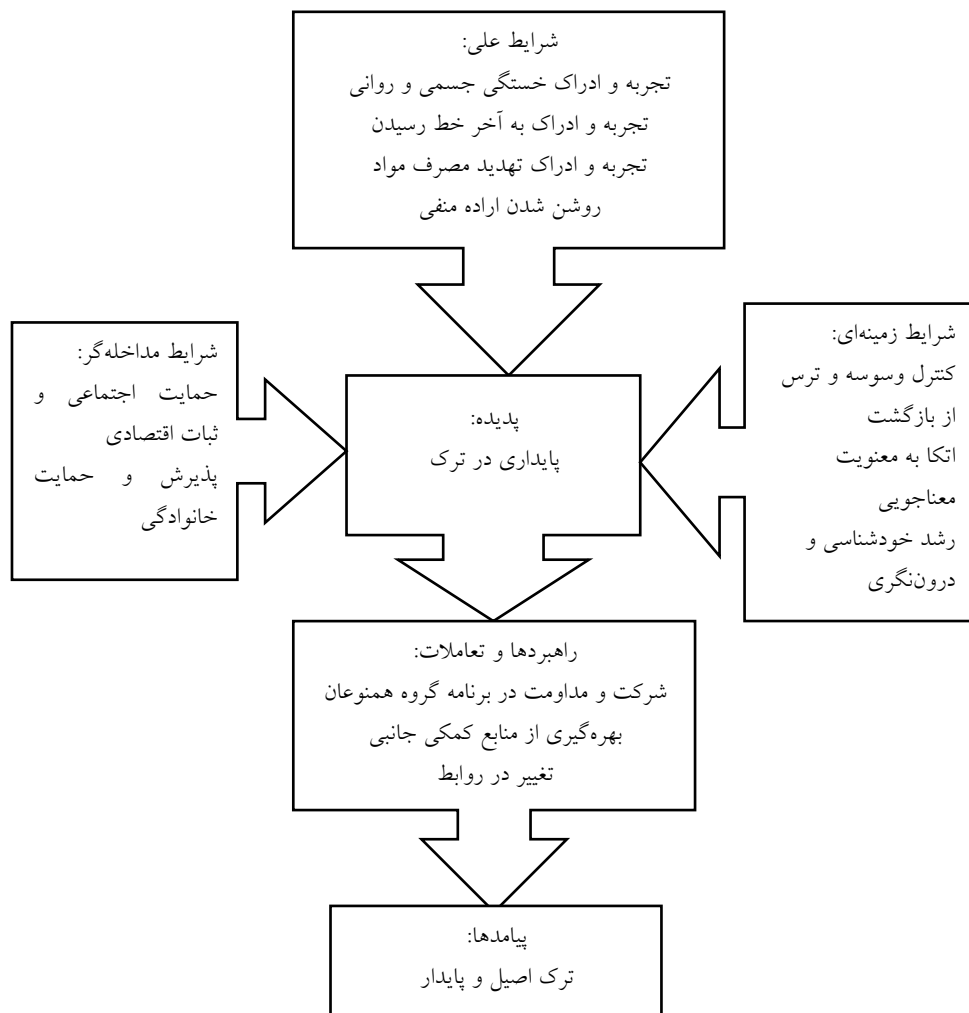 شرایط علی:
تجربه و ادراک خستگی جسمی و روانی
تجربه و ادراک به آخر خط رسیدن
تجربه و ادراک تهدید مصرف مواد
روشن شدن اراده منفی
شرایط زمینه‌ای:
کنترل وسوسه و ترس
از بازگشت
اتکا به معنویت
معناجویی
رشد خودشناسی و
درون‌نگری
پدیده:
پایداری در ترک
شرایط مداخله‌گر:
حمایت اجتماعی و
ثبات اقتصادی
پذیرش و حمایت
خانوادگی
راهبردها و تعاملات:
شرکت و مداومت در برنامه گروه همنوعان
بهره‌گیری از منابع کمکی جانبی
تغییر در روابط
پیامدها:
ترک اصیل و پایدار